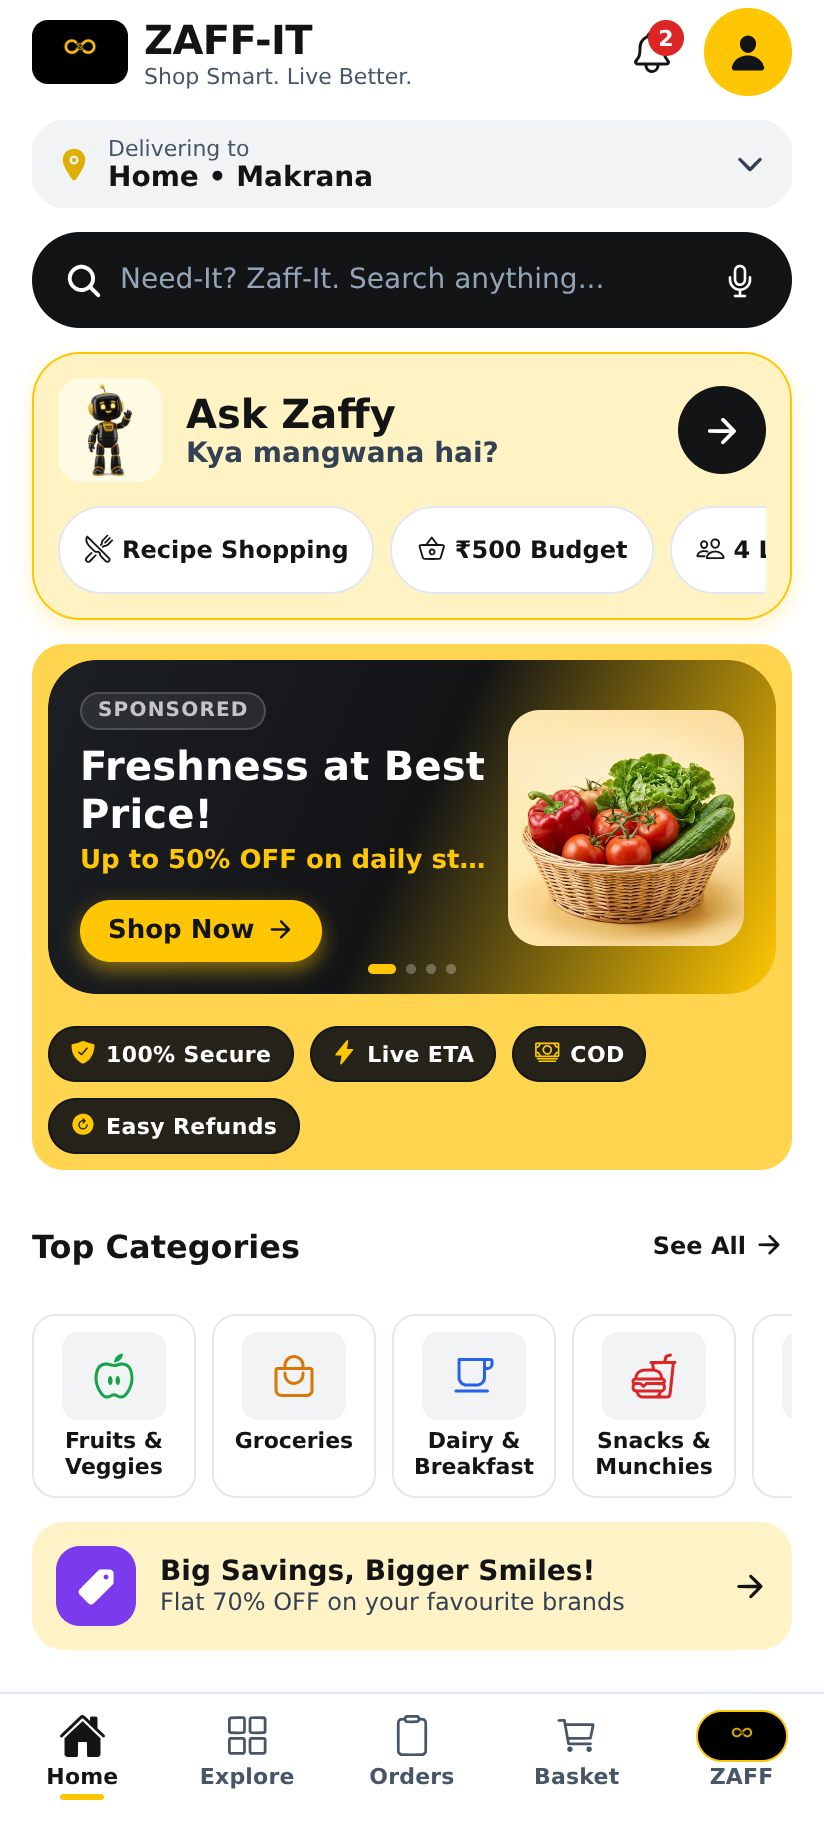 ZAFF-IT
Shop Smart. Live Better.
2
Delivering to
Home • Makrana
Need-It? Zaff-It. Search anything...
Ask Zaffy
Kya mangwana hai?
Recipe Shopping
₹500 Budget
4
SPONSORED
Freshness at Best
Price!
Up to 50% OFF on daily st...
Shop Now →
100% Secure
Live ETA
COD
Easy Refunds
Top Categories
See All →
Fruits &
Veggies
Groceries
Dairy &
Breakfast
Snacks &
Munchies
Big Savings, Bigger Smiles!
Flat 70% OFF on your favourite brands
Home
Explore
Orders
Basket
ZAFF